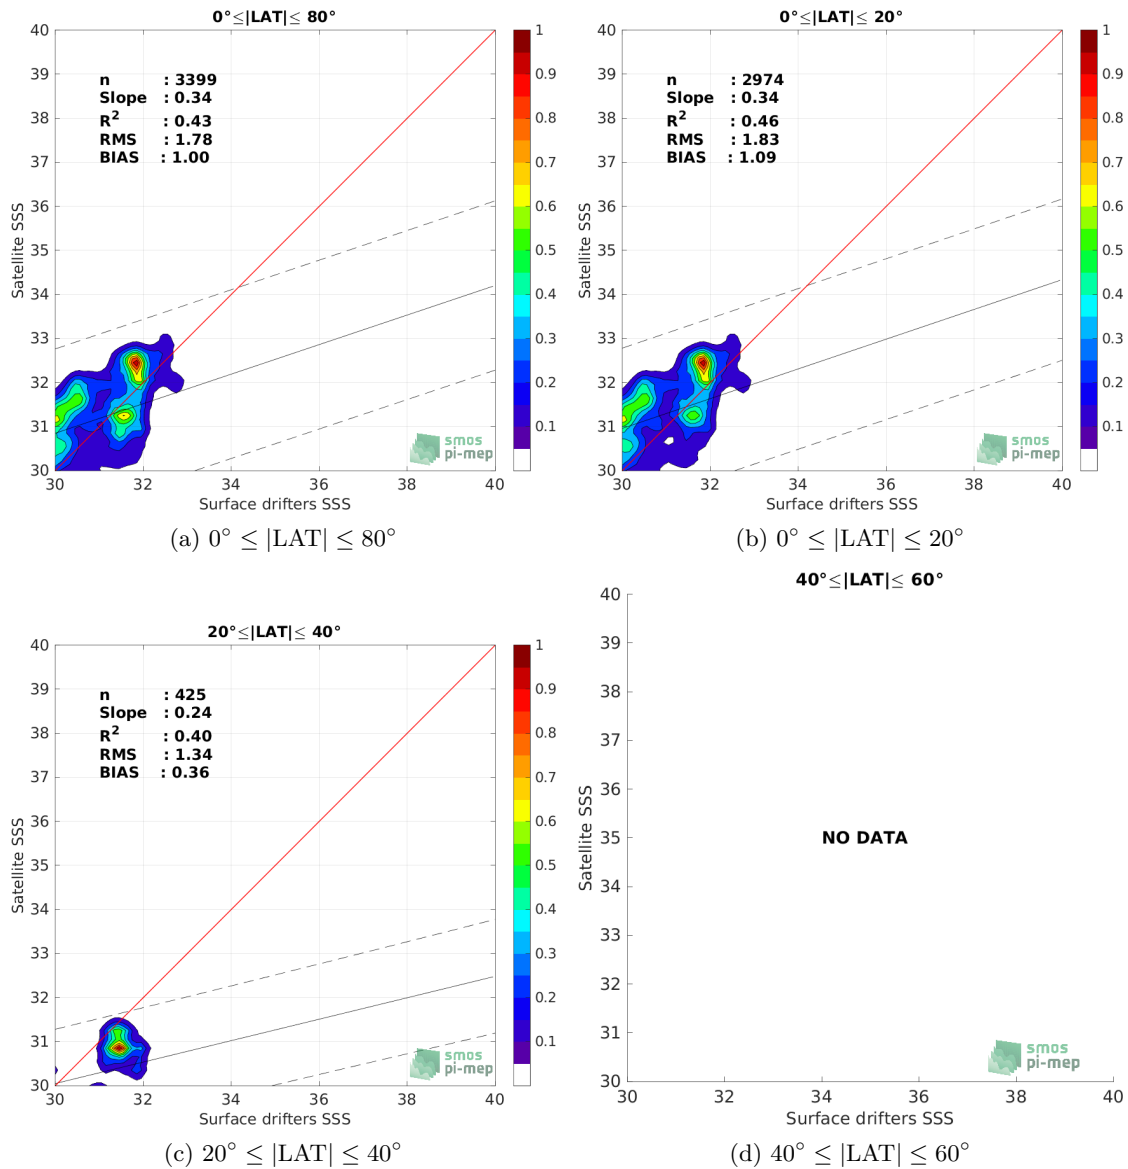 0°≤|LAT|≤ 80°
40
39
38
37
36
35
34
33
32
31
30
Satellite SSS
n : 3399
Slope : 0.34
R2 : 0.43
RMS : 1.78
BIAS : 1.00
smos
pi-mep
30 32 34 36 38 40
Surface drifters SSS
1
0.9
0.8
0.7
0.6
0.5
0.4
0.3
0.2
0.1
(a) 0° ≤ |LAT| ≤ 80°
0°≤|LAT|≤ 20°
40
39
38
37
36
35
34
33
32
31
30
Satellite SSS
n : 2974
Slope : 0.34
R2 : 0.46
RMS : 1.83
BIAS : 1.09
smos
pi-mep
30 32 34 36 38 40
Surface drifters SSS
1
0.9
0.8
0.7
0.6
0.5
0.4
0.3
0.2
0.1
(b) 0° ≤ |LAT| ≤ 20°
20°≤|LAT|≤ 40°
40
39
38
37
36
35
34
33
32
31
30
Satellite SSS
n : 425
Slope : 0.24
R2 : 0.40
RMS : 1.34
BIAS : 0.36
smos
pi-mep
30 32 34 36 38 40
Surface drifters SSS
1
0.9
0.8
0.7
0.6
0.5
0.4
0.3
0.2
0.1
(c) 20° ≤ |LAT| ≤ 40°
40°≤|LAT|≤ 60°
40
39
38
37
36
35
34
33
32
31
30
Satellite SSS
NO DATA
smos
pi-mep
30 32 34 36 38 40
Surface drifters SSS
(d) 40° ≤ |LAT| ≤ 60°